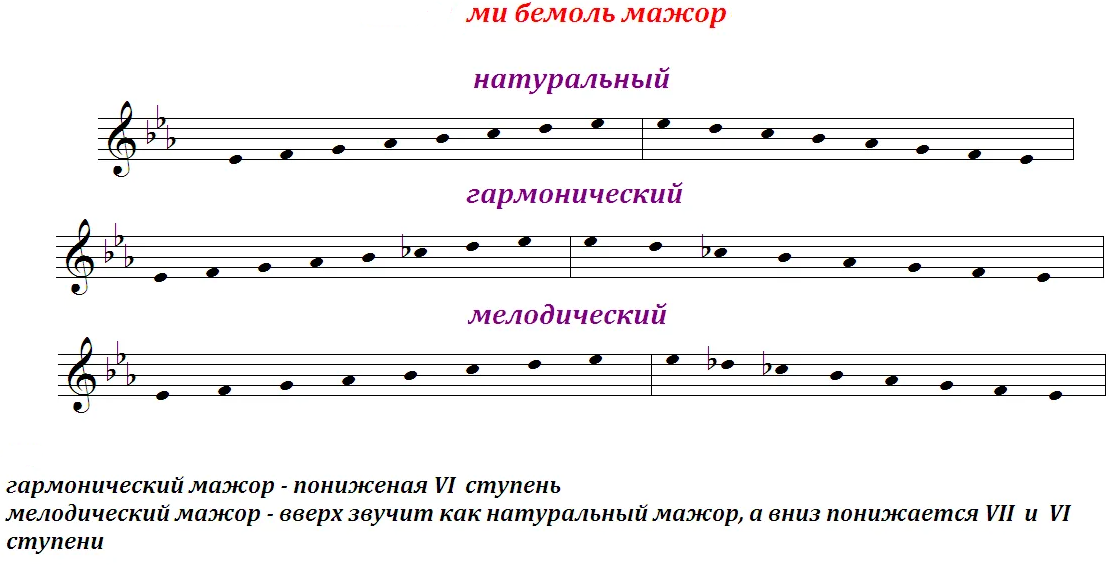 ми бемоль мажор
натуральный
гармонический
мелодический
гармонический мажор - пониженая VI ступень
мелодический мажор - вверх звучит как натуральный мажор, а вниз понижается VII и VI
ступени